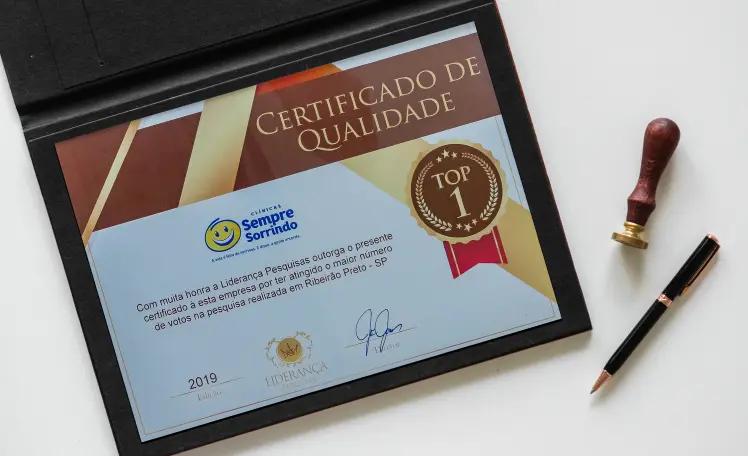 CERTIFICADO DE
QUALIDADE
TOP
1
CLÍNICAS
Sempre
Sorrindo
Com muita honra a Liderança Pesquisas outorga o presente
certificado à esta empresa por ter atingido o maior número
de votos na pesquisa realizada em Ribeirão Preto - SP
2019
Edição
LIDERANÇA